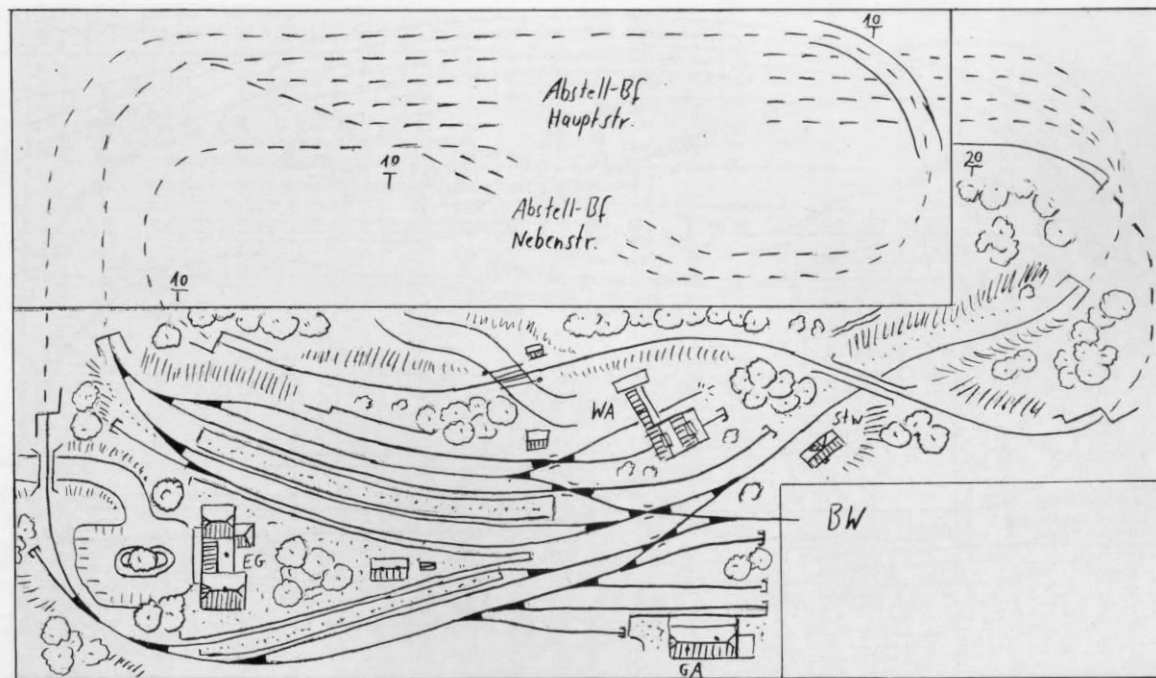 10
T
Abstell-Bf
Hauptstr.
10
T
20
T
Abstell-Bf
Nebenstr.
10
T
WA
Stw
BW
EG
GA